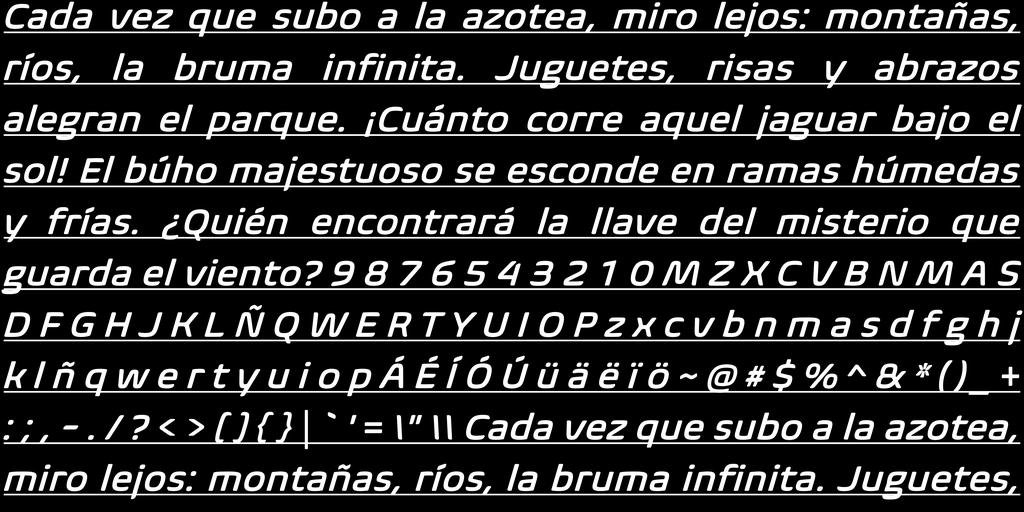 Cada vez que subo a la azotea, miro lejos: montañas,
ríos, la bruma infinita. Juguetes, risas y abrazos
alegran el parque. ¡Cuánto corre aquel jaguar bajo el
sol! El búho majestuoso se esconde en ramas húmedas
y frías. ¿Quién encontrará la llave del misterio que
guarda el viento? 9 8 7 6 5 4 3 2 1 0 M Z X C V B N M A S
D F G H J K L Ñ Q W E R T Y U I O P z x c v b n m a s d f g h j
k l ñ q w e r t y u i o p Á É Í Ó Ú ü ä ë ï ö ~ @ # $ % ^ & * ( ) _ +
: ; , - . / ? < > [ ] { } | ` ' = \" \\ Cada vez que subo a la azotea,
miro lejos: montañas, ríos, la bruma infinita. Juguetes,